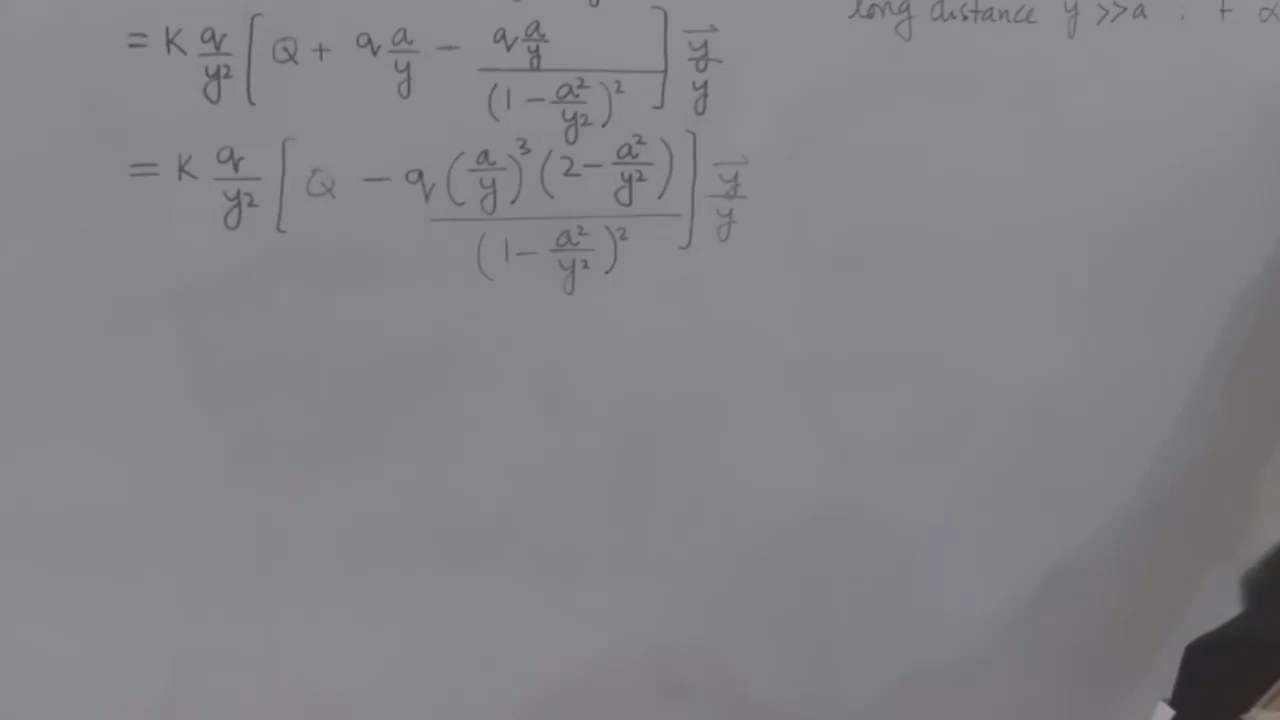 long distance y >> a .
= K q/y² [ Q + q a/y − (q a/y)/(1 − a²/y²)² ] y⃗/y
= K q/y² [ Q − q (a/y)³ (2 − a²/y²)/(1 − a²/y²)² ] y⃗/y